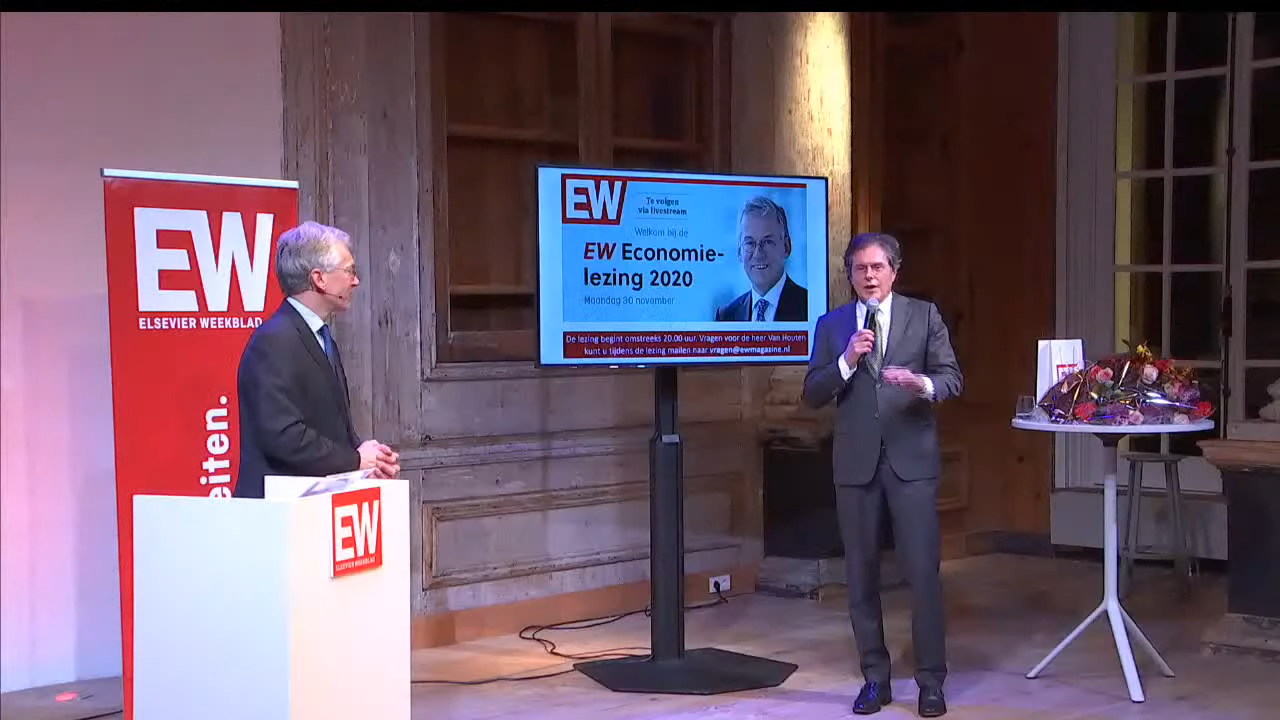 EW
ELSEVIER WEEKBLAD
eiten.
EW
ELSEVIER WEEKBLAD
EW
Te volgen
via livestream
Welkom bij de
EW Economie-
lezing 2020
Maandag 30 november
De lezing begint omstreeks 20.00 uur. Vragen voor de heer Van Houten
kunt u tijdens de lezing mailen naar vragen@ewmagazine.nl
EW